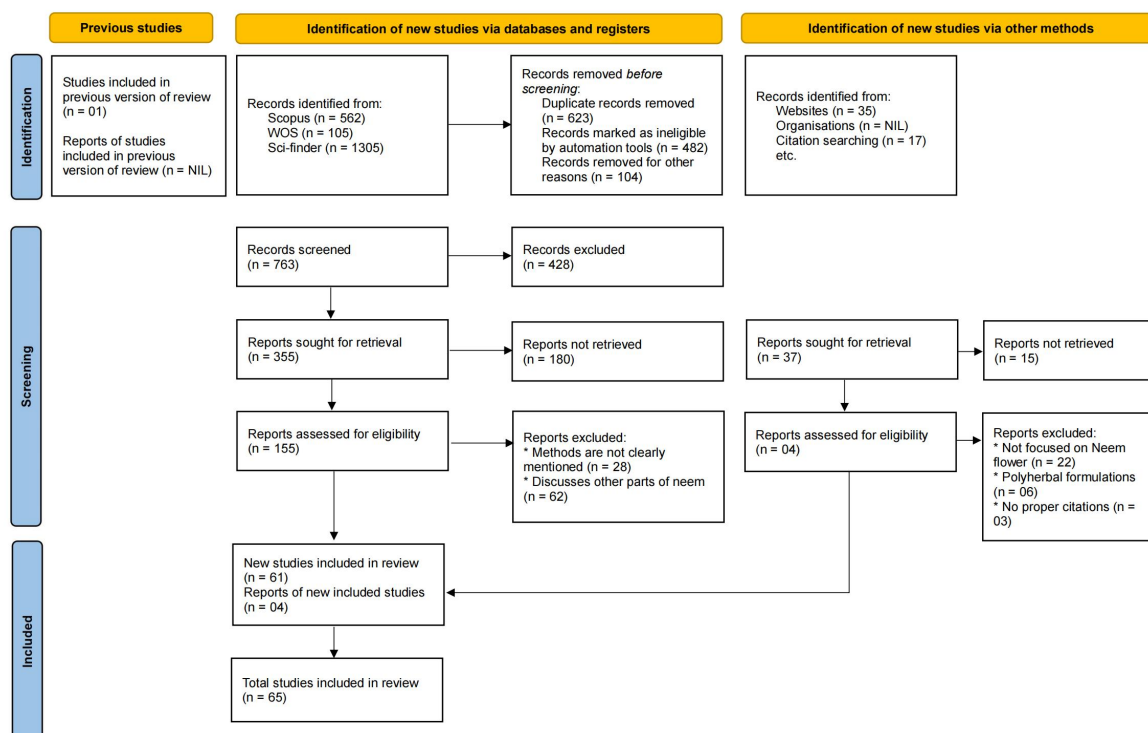 Previous studies
Identification of new studies via databases and registers
Identification of new studies via other methods
Identification
Studies included in
previous version of review
(n = 01)
Reports of studies
included in previous
version of review (n = NIL)
Records identified from:
Scopus = 562
WOS = 105
Sci-finder = 1305
Records removed before
screening:
Duplicate records removed
(n = 623)
Records marked as ineligible
by automation tools (n = 482)
Records removed for other
reasons (n = 104)
Records identified from:
Websites (n = 35)
Organisations (n = NIL)
Citation searching (n = 17)
etc.
Screening
Records screened
(n = 763)
Records excluded
(n = 428)
Reports sought for retrieval
(n = 355)
Reports not retrieved
(n = 180)
Reports sought for retrieval
(n = 37)
Reports not retrieved
(n = 15)
Reports assessed for eligibility
(n = 155)
Reports excluded:
* Methods are not clearly
mentioned (n = 28)
* Discusses other parts of neem
(n = 62)
Reports assessed for eligibility
(n = 04)
Reports excluded:
* Not focused on Neem
flower (n = 22)
* Polyherbal formulations
(n = 06)
* No proper citations (n =
03)
Included
New studies included in review
(n = 61)
Reports of new included studies
(n = 04)
Total studies included in review
(n = 65)